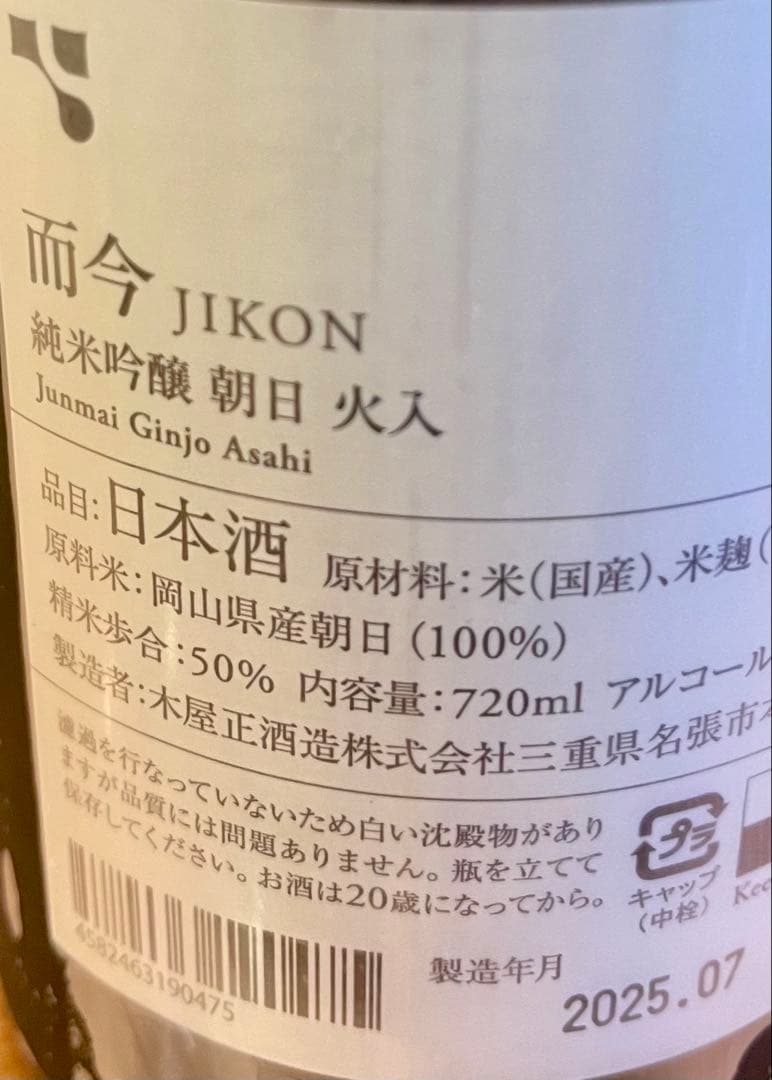 而今 JIKON
純米吟醸 朝日 火入
Junmai Ginjo Asahi
品目:日本酒 原材料:米(国産)、米麹(
原料米:岡山県産朝日(100%)
精米歩合:50% 内容量:720ml アルコール
製造者:木屋正酒造株式会社三重県名張市本
濾過を行なっていないため白い沈殿物があり
ますが品質には問題ありません。瓶を立てて
保存してください。お酒は20歳になってから。
プラ
キャップ
(中栓)
4582463190475
製造年月
2025.07